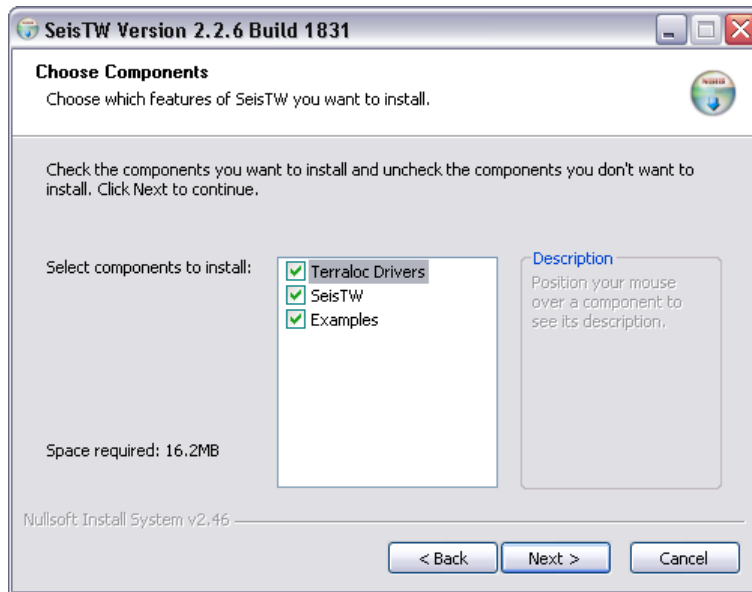 SeisTW Version 2.2.6 Build 1831
Choose Components
Choose which features of SeisTW you want to install.
Check the components you want to install and uncheck the components you don't want to
install. Click Next to continue.
Select components to install:
Terraloc Drivers
SeisTW
Examples
Description
Position your mouse
over a component to
see its description.
Space required: 16.2MB
Nullsoft Install System v2.46
< Back
Next >
Cancel